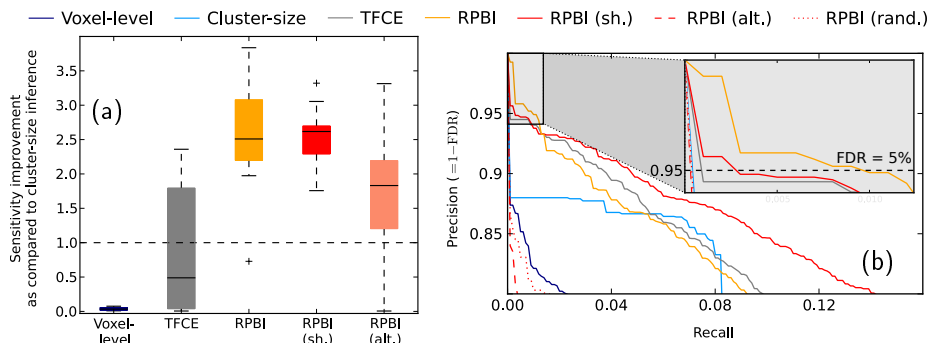 Voxel-level Cluster-size TFCE RPBI RPBI (sh.) RPBI (alt.) RPBI (rand.)
Sensitivity improvement
as compared to cluster-size inference
3.5
3.0
2.5
2.0
1.5
1.0
0.5
0.0
(a)
Voxel-
level
TFCE
RPBI
RPBI
(sh.)
RPBI
(alt.)
Precision (=1−FDR)
0.95
0.9
0.85
0.95
FDR = 5%
0.005
0.010
(b)
0.00 0.04 0.08 0.12
Recall